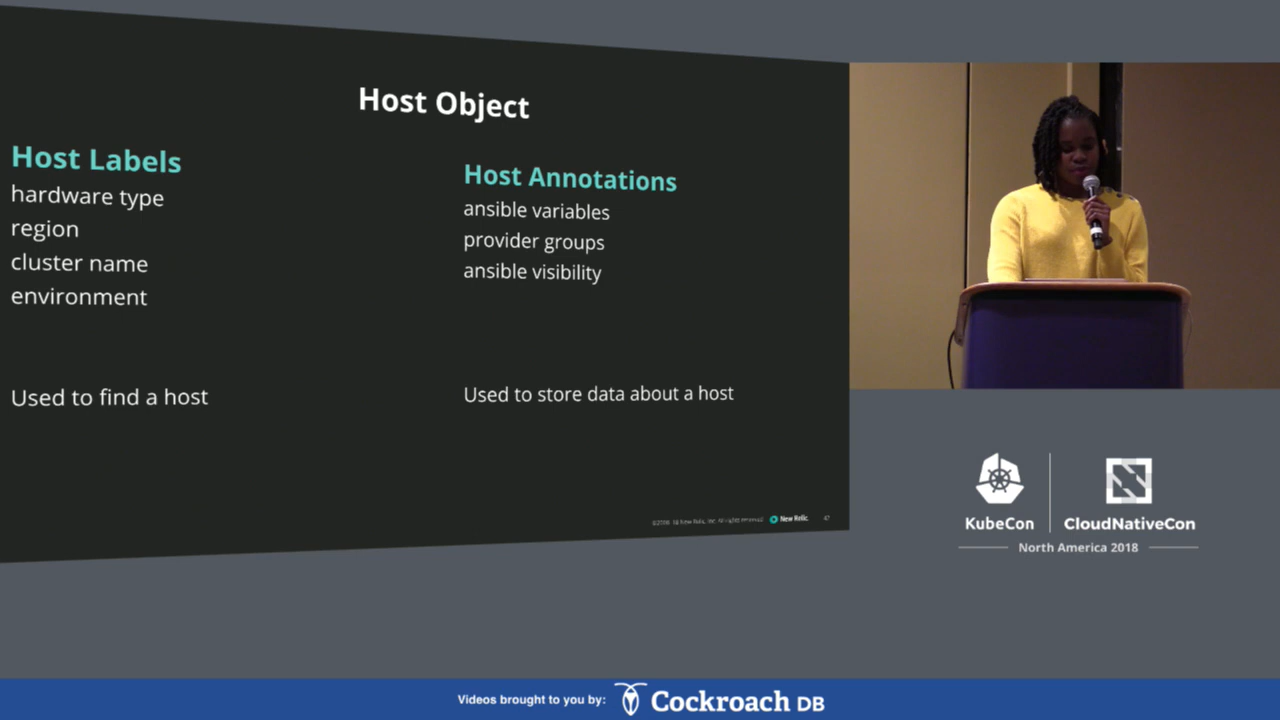 Host Object
Host Labels
hardware type
region
cluster name
environment
Used to find a host
Host Annotations
ansible variables
provider groups
ansible visibility
Used to store data about a host
New Relic
47
KubeCon
CloudNativeCon
North America 2018
Videos brought to you by:
Cockroach DB